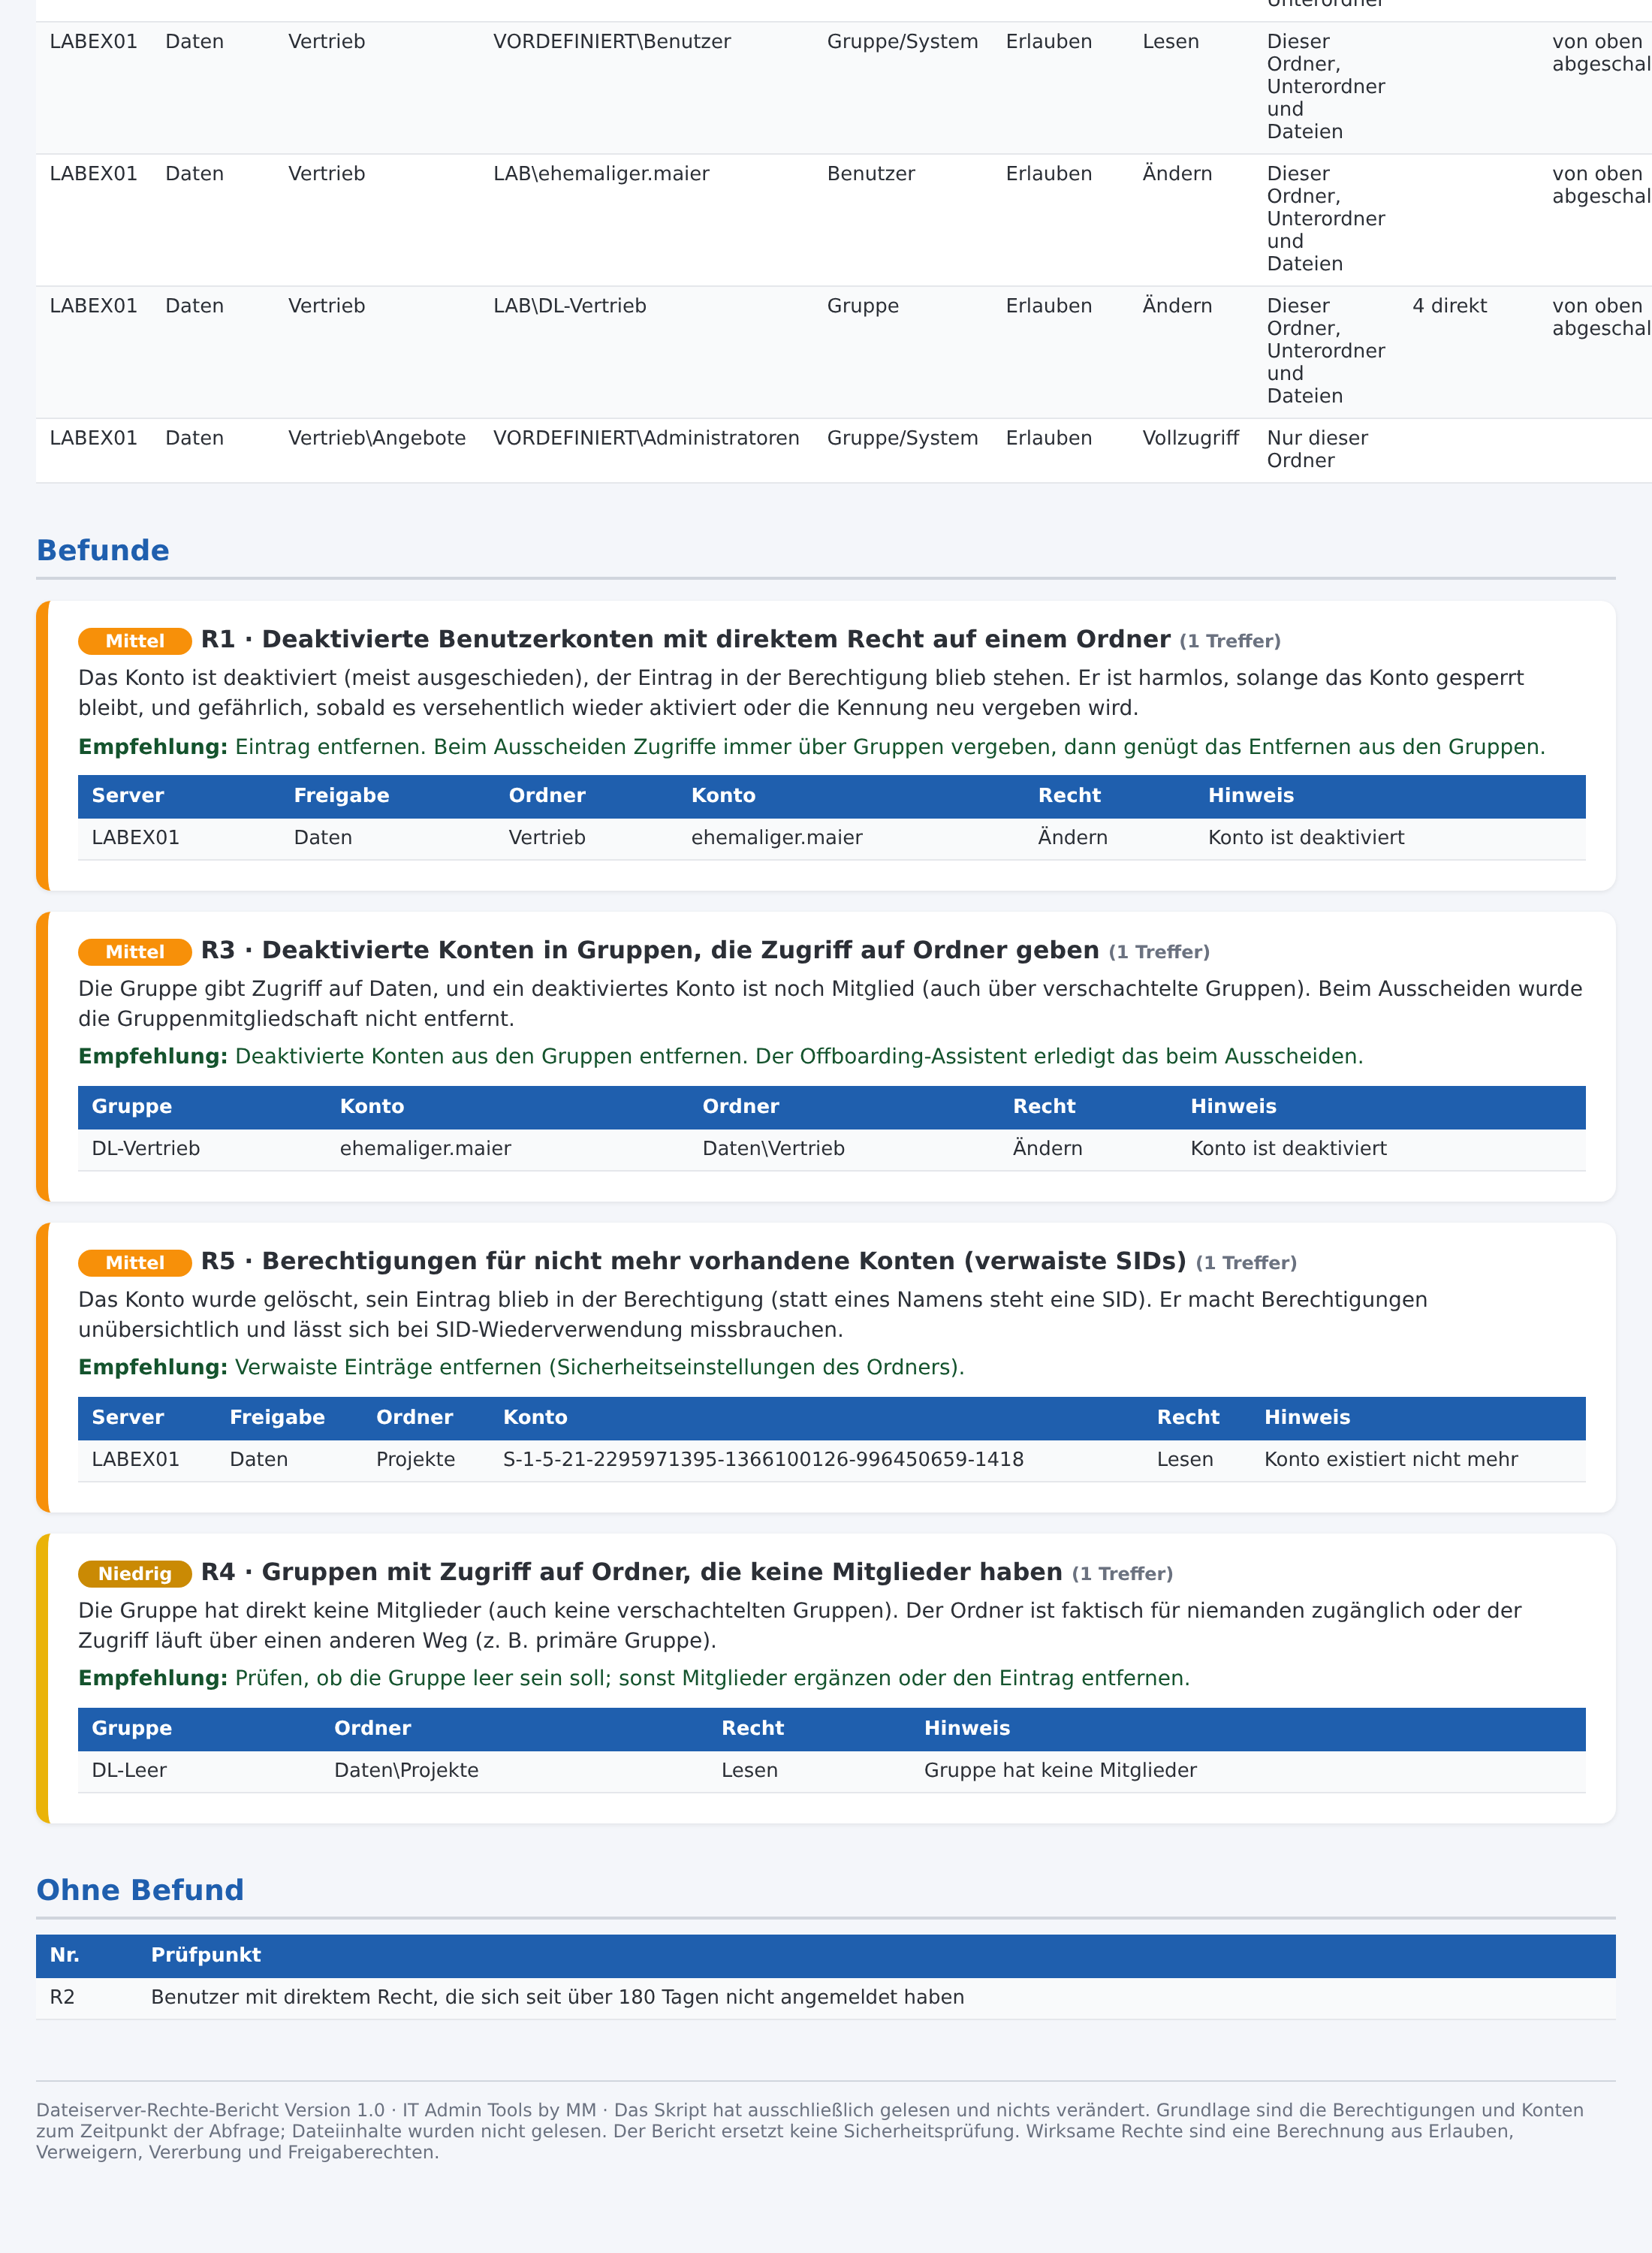 LABEX01 Daten Vertrieb VORDEFINIERT\Benutzer Gruppe/System Erlauben Lesen Dieser von oben
Ordner,
Unterordner
und
Dateien
LABEX01 Daten Vertrieb LAB\ehemaliger.maier Benutzer Erlauben Ändern Dieser von oben
Ordner,
Unterordner
und
Dateien
LABEX01 Daten Vertrieb LAB\DL-Vertrieb Gruppe Erlauben Ändern Dieser 4 direkt von oben
Ordner,
Unterordner
und
Dateien
LABEX01 Daten Vertrieb\Angebote VORDEFINIERT\Administratoren Gruppe/System Erlauben Vollzugriff Nur dieser
Ordner
Befunde
Mittel R1 · Deaktivierte Benutzerkonten mit direktem Recht auf einem Ordner (1 Treffer)
Das Konto ist deaktiviert (meist ausgeschieden), der Eintrag in der Berechtigung blieb stehen. Er ist harmlos, solange das Konto gesperrt
bleibt, und gefährlich, sobald es versehentlich wieder aktiviert oder die Kennung neu vergeben wird.
Empfehlung: Eintrag entfernen. Beim Ausscheiden Zugriffe immer über Gruppen vergeben, dann genügt das Entfernen aus den Gruppen.
Server Freigabe Ordner Konto Recht Hinweis
LABEX01 Daten Vertrieb ehemaliger.maier Ändern Konto ist deaktiviert
Mittel R3 · Deaktivierte Konten in Gruppen, die Zugriff auf Ordner geben (1 Treffer)
Die Gruppe gibt Zugriff auf Daten, und ein deaktiviertes Konto ist noch Mitglied (auch über verschachtelte Gruppen). Beim Ausscheiden wurde
die Gruppenmitgliedschaft nicht entfernt.
Empfehlung: Deaktivierte Konten aus den Gruppen entfernen. Der Offboarding-Assistent erledigt das beim Ausscheiden.
Gruppe Konto Ordner Recht Hinweis
DL-Vertrieb ehemaliger.maier Daten\Vertrieb Ändern Konto ist deaktiviert
Mittel R5 · Berechtigungen für nicht mehr vorhandene Konten (verwaiste SIDs) (1 Treffer)
Das Konto wurde gelöscht, sein Eintrag blieb in der Berechtigung (statt eines Namens steht eine SID). Er macht Berechtigungen
unübersichtlich und lässt sich bei SID-Wiederverwendung missbrauchen.
Empfehlung: Verwaiste Einträge entfernen (Sicherheitseinstellungen des Ordners).
Server Freigabe Ordner Konto Recht Hinweis
LABEX01 Daten Projekte S-1-5-21-2295971395-1366100126-996450659-1418 Lesen Konto existiert nicht mehr
Niedrig R4 · Gruppen mit Zugriff auf Ordner, die keine Mitglieder haben (1 Treffer)
Die Gruppe hat direkt keine Mitglieder (auch keine verschachtelten Gruppen). Der Ordner ist faktisch für niemanden zugänglich oder der
Zugriff läuft über einen anderen Weg (z. B. primäre Gruppe).
Empfehlung: Prüfen, ob die Gruppe leer sein soll; sonst Mitglieder ergänzen oder den Eintrag entfernen.
Gruppe Ordner Recht Hinweis
DL-Leer Daten\Projekte Lesen Gruppe hat keine Mitglieder
Ohne Befund
Nr. Prüfpunkt
R2 Benutzer mit direktem Recht, die sich seit über 180 Tagen nicht angemeldet haben
Dateiserver-Rechte-Bericht Version 1.0 · IT Admin Tools by MM · Das Skript hat ausschließlich gelesen und nichts verändert. Grundlage sind die Berechtigungen und Konten
zum Zeitpunkt der Abfrage; Dateiinhalte wurden nicht gelesen. Der Bericht ersetzt keine Sicherheitsprüfung. Wirksame Rechte sind eine Berechnung aus Erlauben,
Verweigern, Vererbung und Freigaberechten.